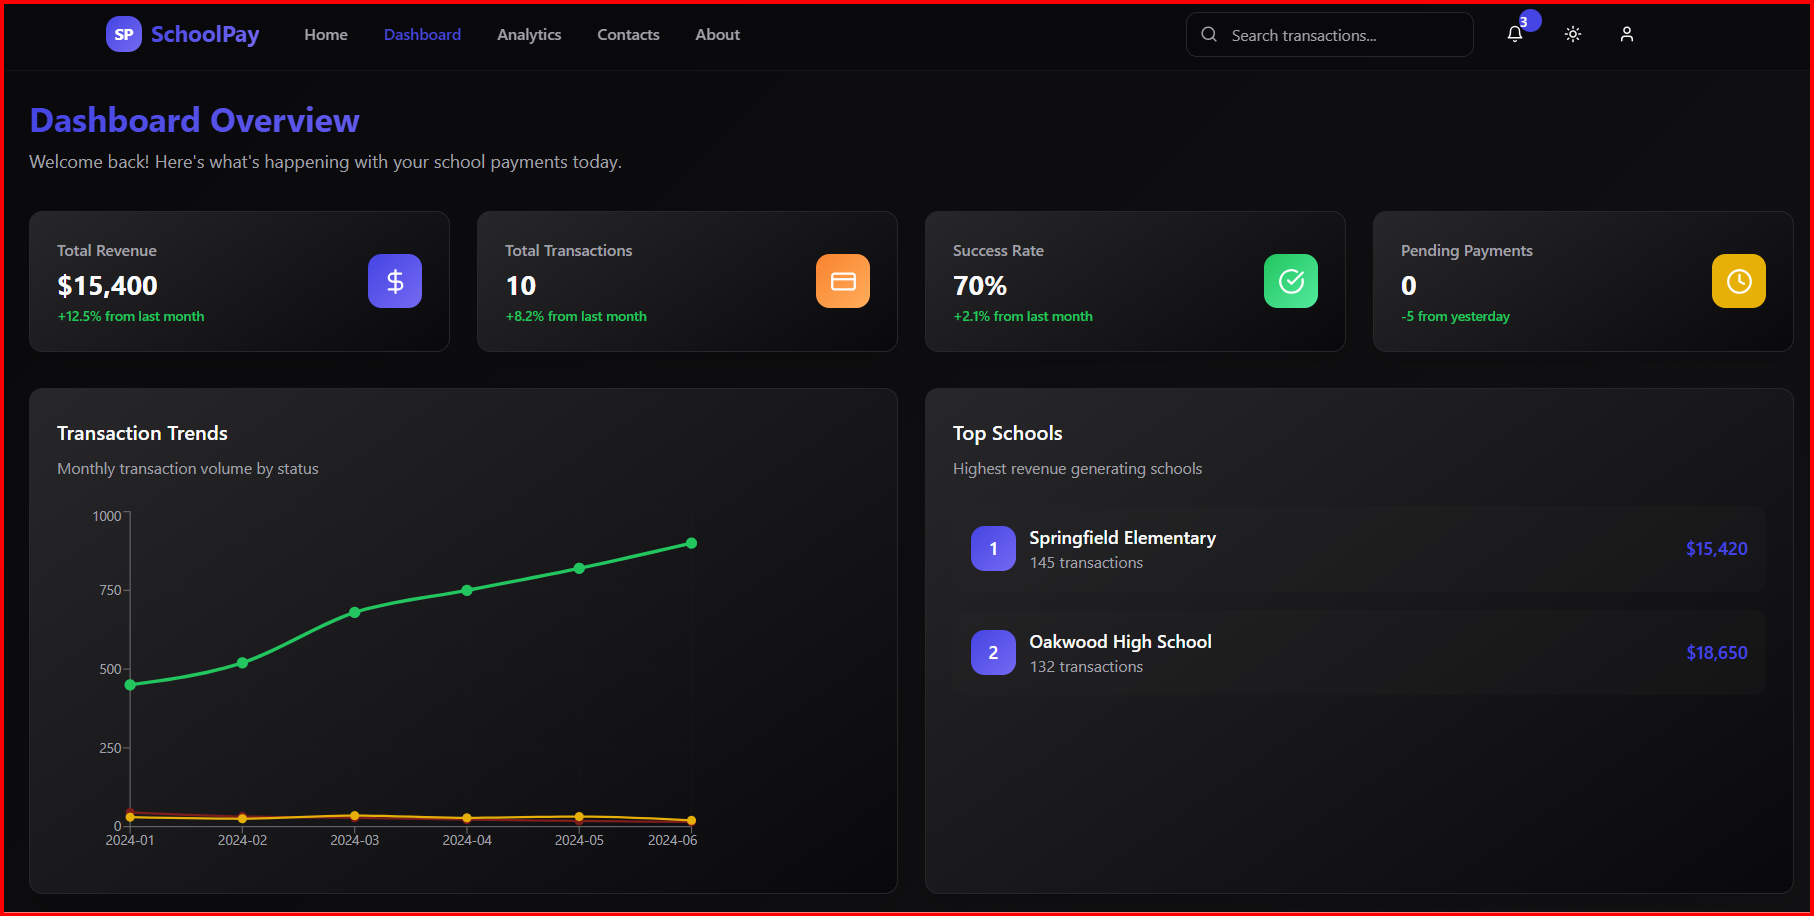 SP SchoolPay Home Dashboard Analytics Contacts About Search transactions... 3
Dashboard Overview
Welcome back! Here's what's happening with your school payments today.
Total Revenue
$15,400
+12.5% from last month
Total Transactions
10
+8.2% from last month
Success Rate
70%
+2.1% from last month
Pending Payments
0
-5 from yesterday
Transaction Trends
Monthly transaction volume by status
1000
750
500
250
0
2024-01 2024-02 2024-03 2024-04 2024-05 2024-06
Top Schools
Highest revenue generating schools
1 Springfield Elementary $15,420
145 transactions
2 Oakwood High School $18,650
132 transactions